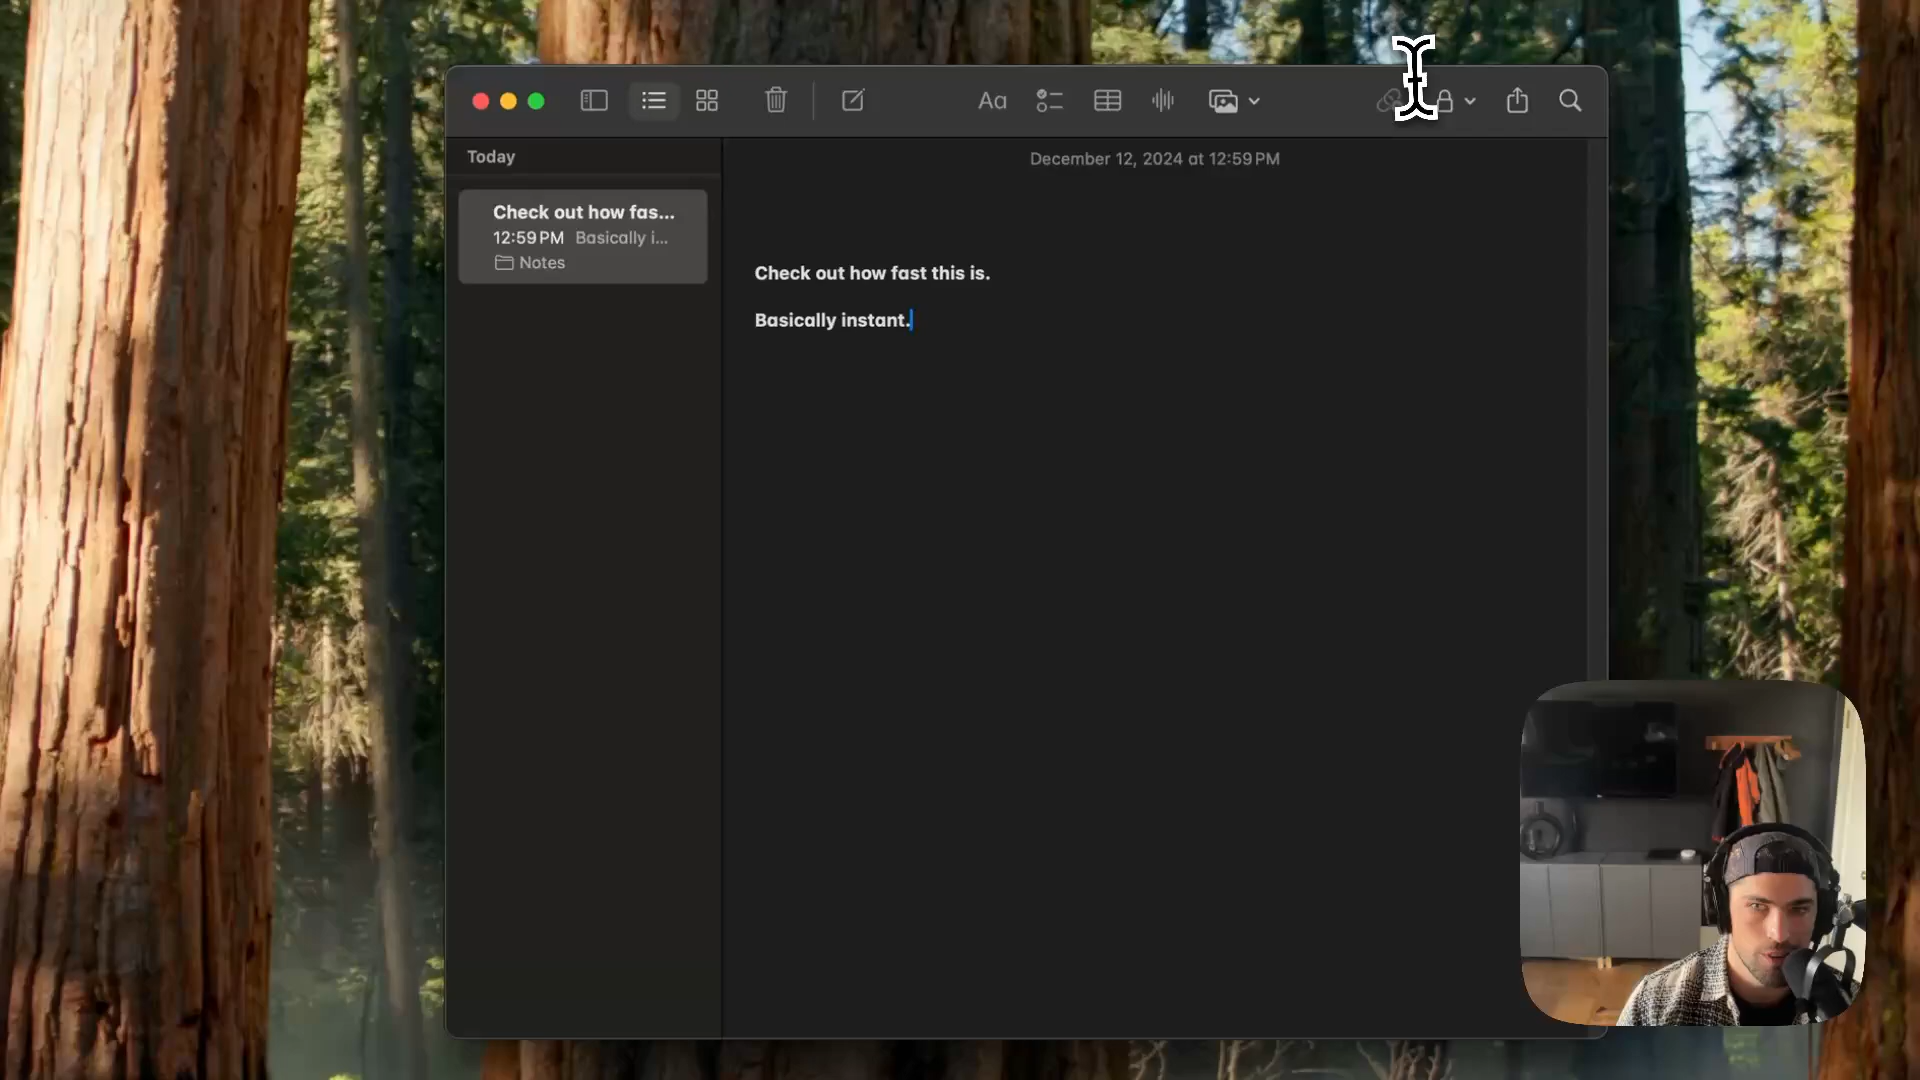 Aa
Today
December 12, 2024 at 12:59 PM
Check out how fas...
12:59 PM Basically i...
Notes
Check out how fast this is.
Basically instant.